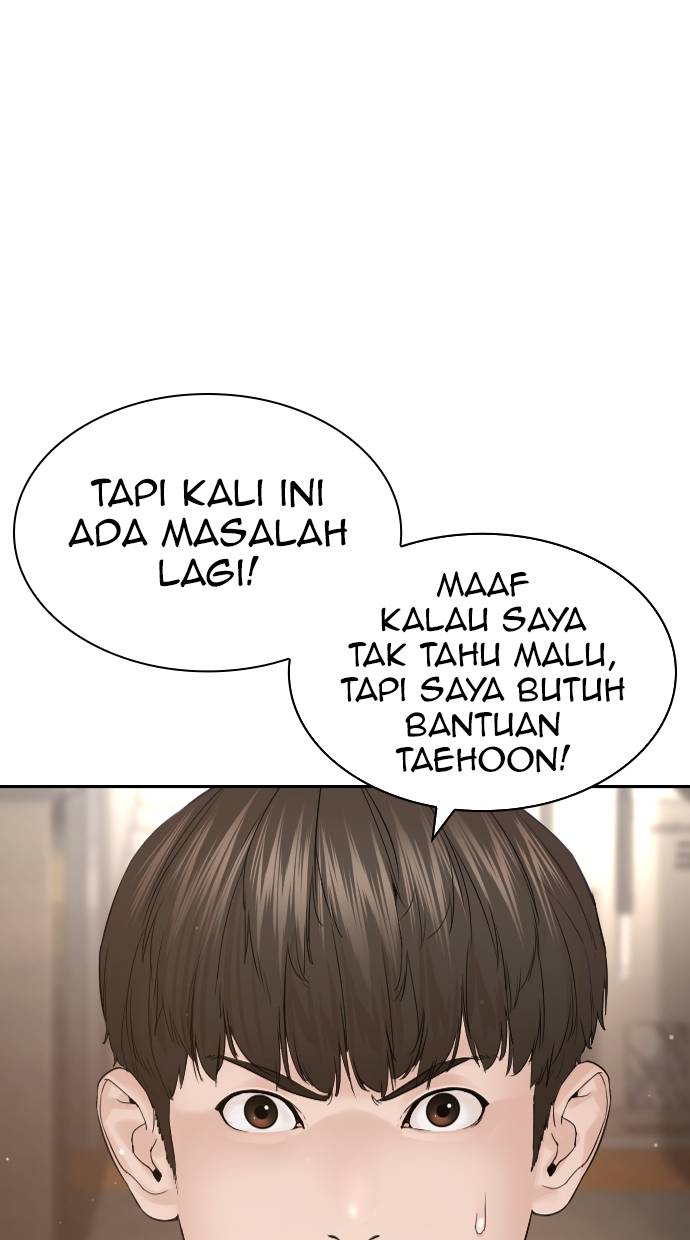 TAPI KALI INI
ADA MASALAH
LAGI!
MAAF
KALAU SAYA
TAK TAHU MALU,
TAPI SAYA BUTUH
BANTUAN
TAEHOON!